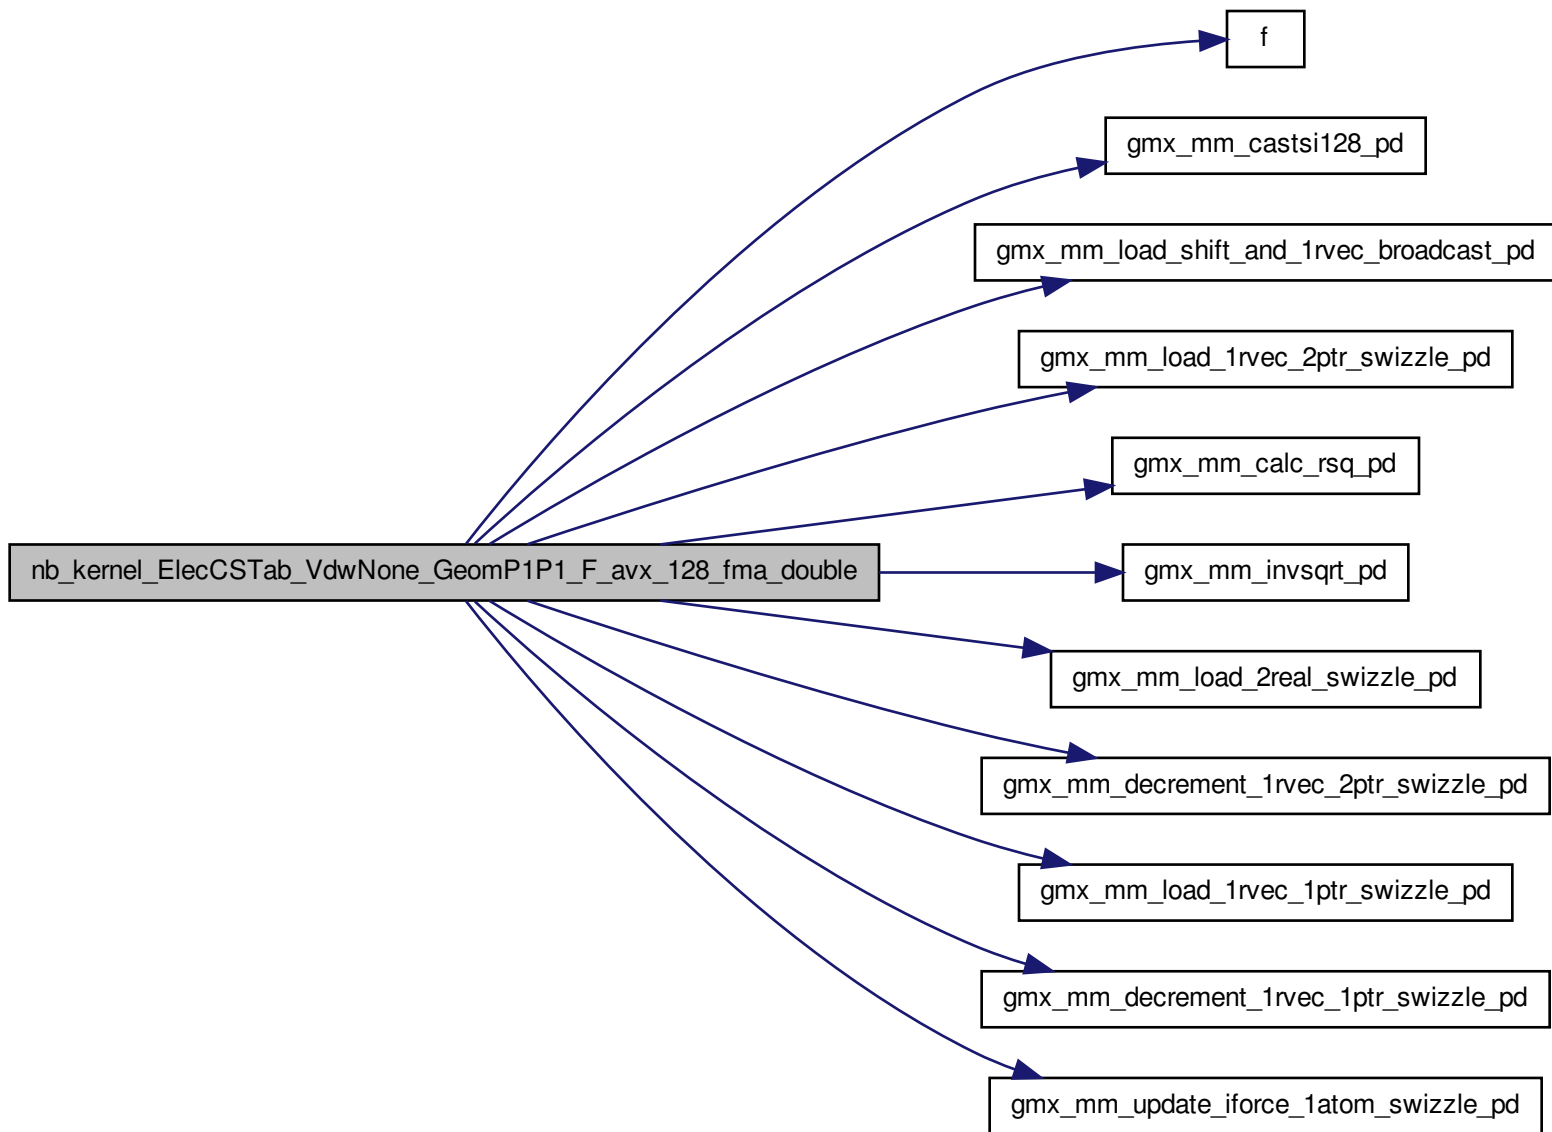 f
gmx_mm_castsi128_pd
gmx_mm_load_shift_and_1rvec_broadcast_pd
gmx_mm_load_1rvec_2ptr_swizzle_pd
gmx_mm_calc_rsq_pd
nb_kernel_ElecCSTab_VdwNone_GeomP1P1_F_avx_128_fma_double
gmx_mm_invsqrt_pd
gmx_mm_load_2real_swizzle_pd
gmx_mm_decrement_1rvec_2ptr_swizzle_pd
gmx_mm_load_1rvec_1ptr_swizzle_pd
gmx_mm_decrement_1rvec_1ptr_swizzle_pd
gmx_mm_update_iforce_1atom_swizzle_pd